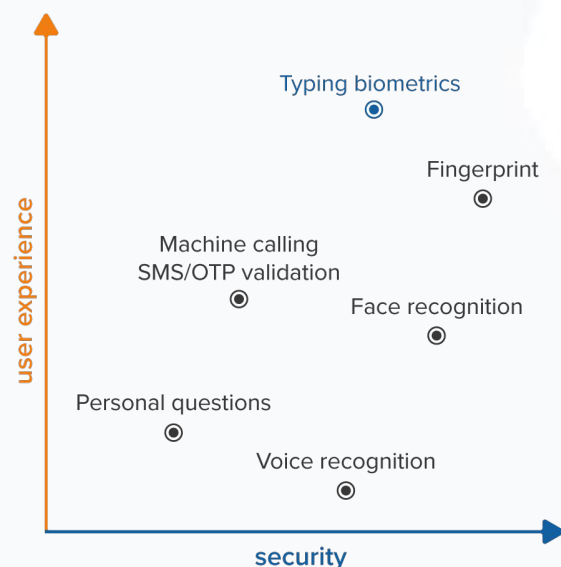 Typing biometrics
Fingerprint
Machine calling
SMS/OTP validation
Face recognition
user experience
Personal questions
Voice recognition
security